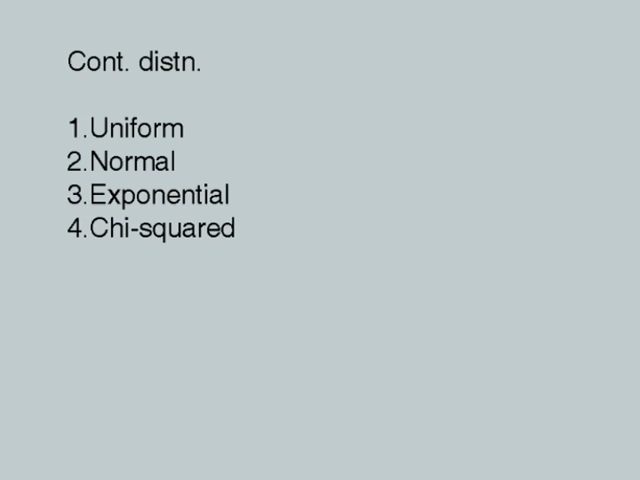 Cont. distn.
1.Uniform
2.Normal
3.Exponential
4.Chi-squared